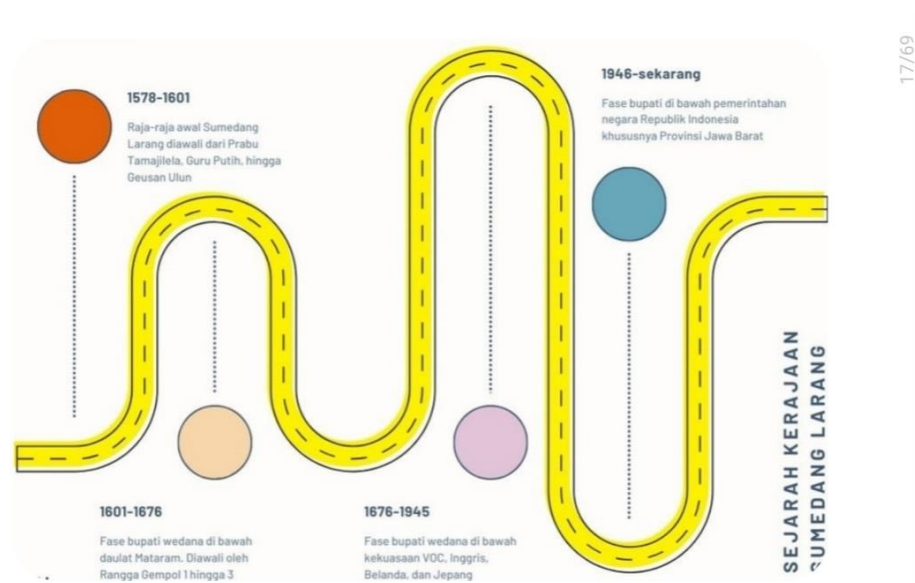 17/69
1578-1601
Raja-raja awal Sumedang
Larang diawali dari Prabu
Tamajilela, Guru Putih, hingga
Geusan Ulun
1946-sekarang
Fase bupati di bawah pemerintahan
negara Republik Indonesia
khususnya Provinsi Jawa Barat
1601-1676
Fase bupati wedana di bawah
daulat Mataram. Diawali oleh
Rangga Gempol 1 hingga 3
1676-1945
Fase bupati wedana di bawah
kekuasaan VOC, Inggris,
Belanda, dan Jepang
SEJARAH KERAJAAN
SUMEDANG LARANG